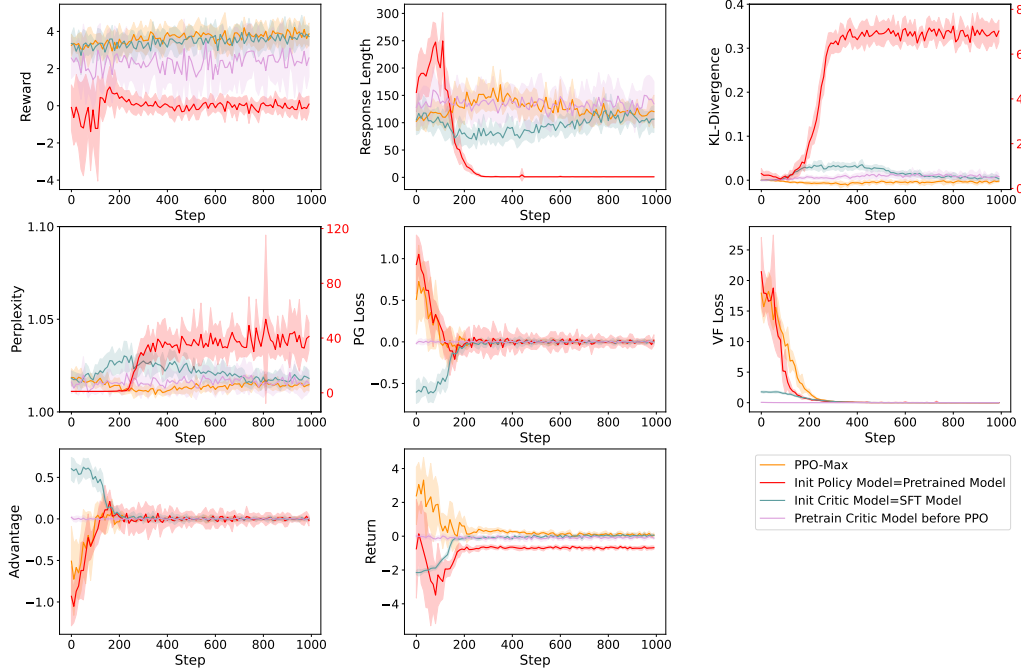 4
2
0
−2
−4
Reward
0 200 400 600 800 1000
Step
300
250
200
150
100
50
0
Response Length
0 200 400 600 800 1000
Step
0.4
0.3
0.2
0.1
0.0
KL-Divergence
8
6
4
2
0
0 200 400 600 800 1000
Step
1.10
1.05
1.00
Perplexity
120
80
40
0
0 200 400 600 800 1000
Step
1.0
0.5
0.0
−0.5
PG Loss
0 200 400 600 800 1000
Step
25
20
15
10
5
0
VF Loss
0 200 400 600 800 1000
Step
0.5
0.0
−0.5
−1.0
Advantage
0 200 400 600 800 1000
Step
4
2
0
−2
−4
Return
0 200 400 600 800 1000
Step
PPO-Max
Init Policy Model=Pretrained Model
Init Critic Model=SFT Model
Pretrain Critic Model before PPO